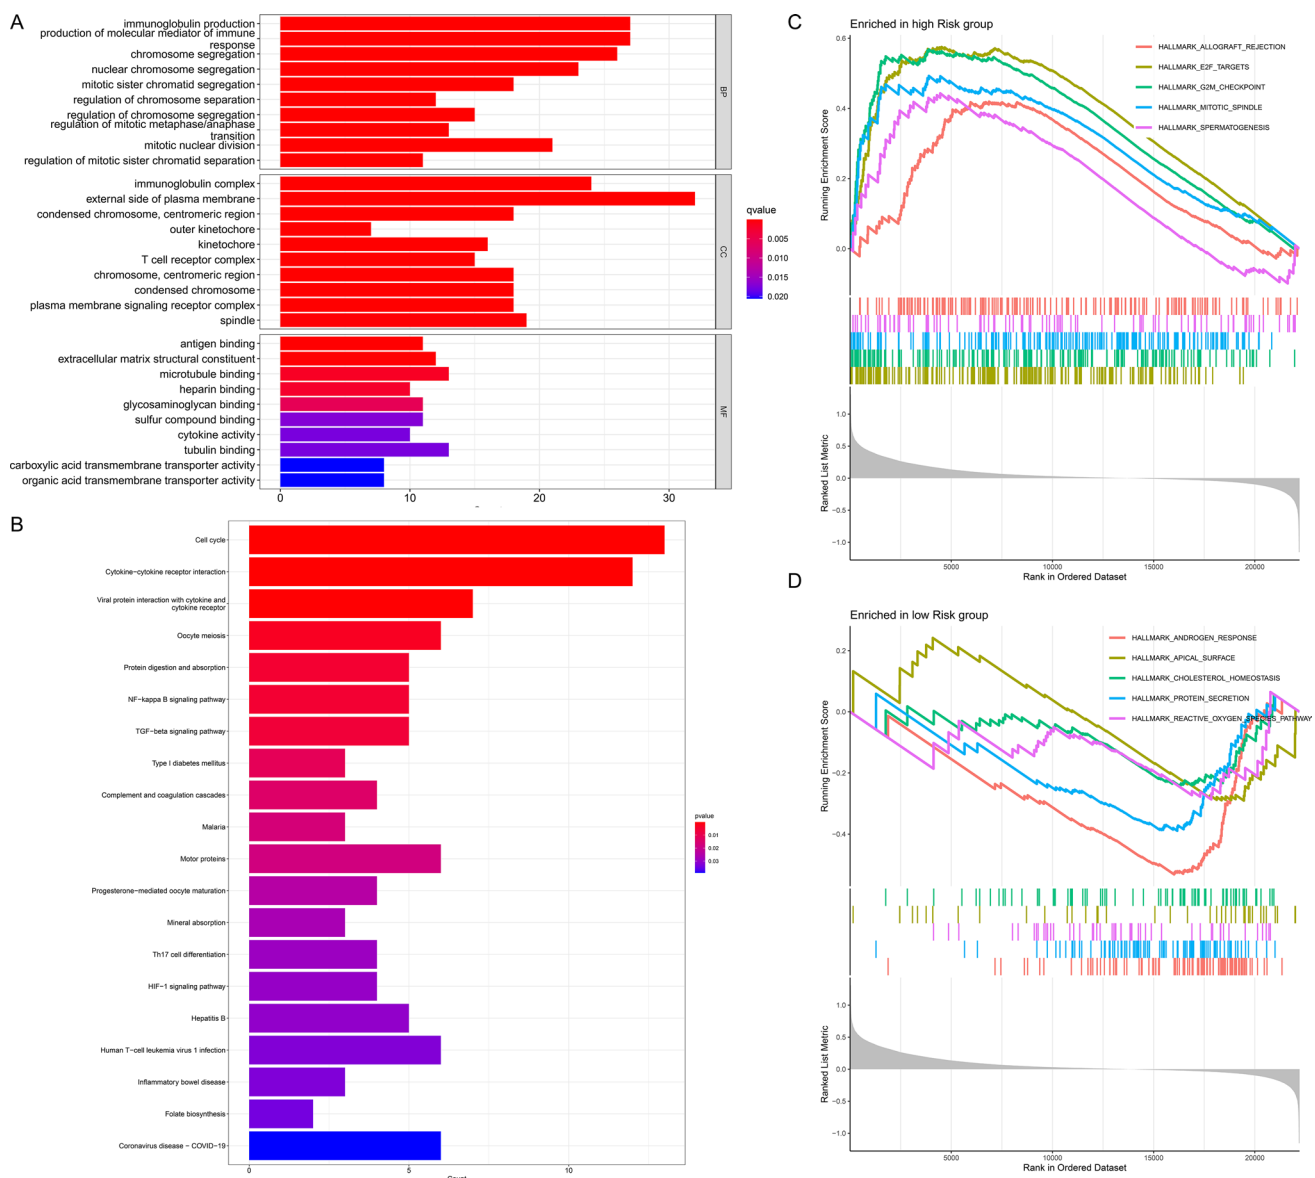 A
immunoglobulin production
production of molecular mediator of immune
response
chromosome segregation
nuclear chromosome segregation
mitotic sister chromatid segregation
regulation of chromosome separation
regulation of chromosome segregation
regulation of mitotic metaphase/anaphase
transition
mitotic nuclear division
regulation of mitotic sister chromatid separation
BP
immunoglobulin complex
external side of plasma membrane
condensed chromosome, centromeric region
outer kinetochore
kinetochore
T cell receptor complex
chromosome, centromeric region
condensed chromosome
plasma membrane signaling receptor complex
spindle
CC
antigen binding
extracellular matrix structural constituent
microtubule binding
heparin binding
glycosaminoglycan binding
sulfur compound binding
cytokine activity
tubulin binding
carboxylic acid transmembrane transporter activity
organic acid transmembrane transporter activity
MF
0 10 20 30
qvalue
0.005
0.010
0.015
0.020
B
Cell cycle
Cytokine−cytokine receptor interaction
Viral protein interaction with cytokine and
cytokine receptor
Oocyte meiosis
Protein digestion and absorption
NF−kappa B signaling pathway
TGF−beta signaling pathway
Type I diabetes mellitus
Complement and coagulation cascades
Malaria
Motor proteins
Progesterone−mediated oocyte maturation
Mineral absorption
Th17 cell differentiation
HIF−1 signaling pathway
Hepatitis B
Human T−cell leukemia virus 1 infection
Inflammatory bowel disease
Folate biosynthesis
Coronavirus disease − COVID−19
0 5 10
pvalue
0.01
0.02
0.03
C
Enriched in high Risk group
HALLMARK_ALLOGRAFT_REJECTION
HALLMARK_E2F_TARGETS
HALLMARK_G2M_CHECKPOINT
HALLMARK_MITOTIC_SPINDLE
HALLMARK_SPERMATOGENESIS
Running Enrichment Score
0.6
0.4
0.2
0.0
Ranked List Metric
1.0
0.5
0.0
−0.5
−1.0
5000 10000 15000 20000
Rank in Ordered Dataset
D
Enriched in low Risk group
HALLMARK_ANDROGEN_RESPONSE
HALLMARK_APICAL_SURFACE
HALLMARK_CHOLESTEROL_HOMEOSTASIS
HALLMARK_PROTEIN_SECRETION
HALLMARK_REACTIVE_OXYGEN_SPECIES_PATHWAY
Running Enrichment Score
0.2
0.0
−0.2
−0.4
Ranked List Metric
1.0
0.5
0.0
−0.5
−1.0
5000 10000 15000 20000
Rank in Ordered Dataset